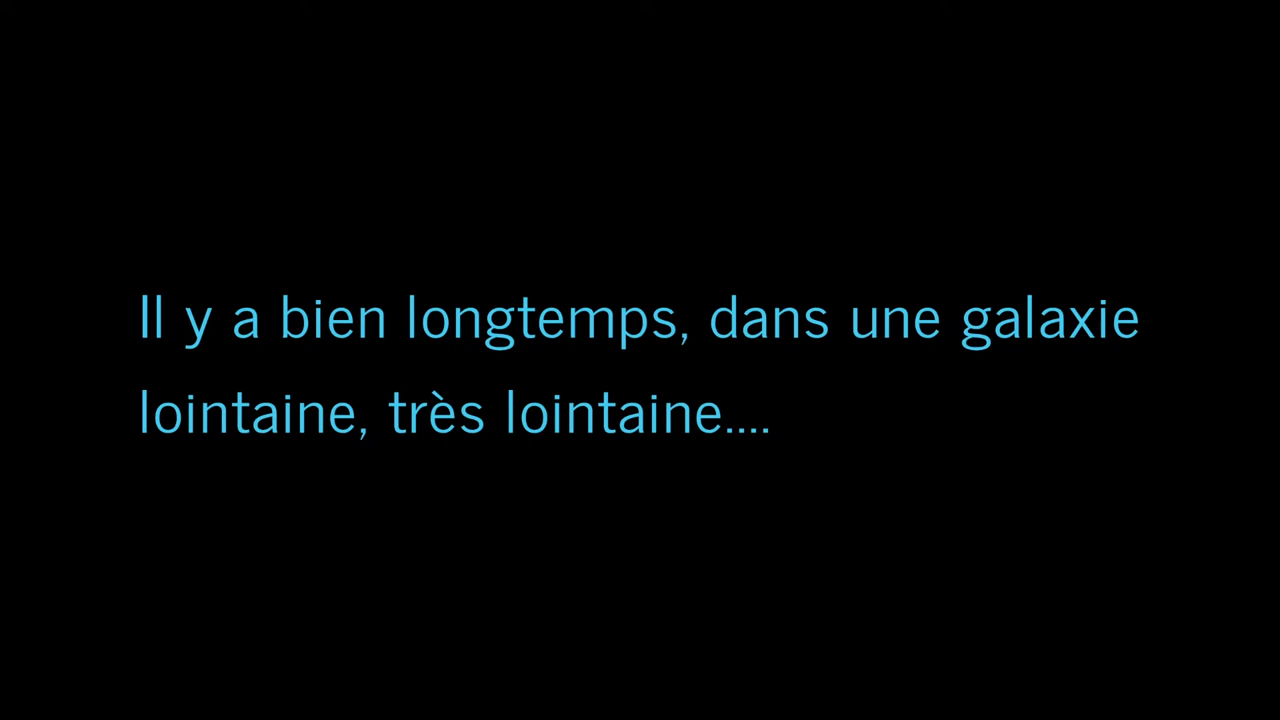 Il y a bien longtemps, dans une galaxie
lointaine, très lointaine....